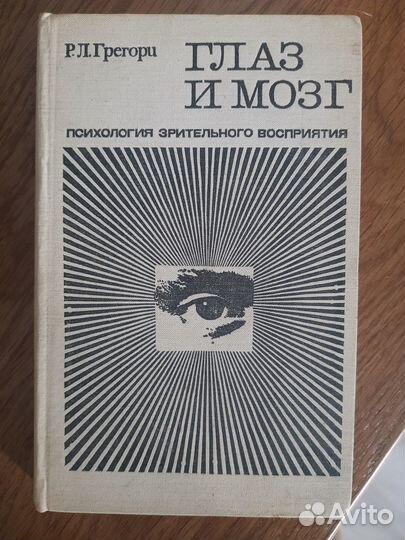 Р.Л.Грегори
ГЛАЗ
И МОЗГ
ПСИХОЛОГИЯ ЗРИТЕЛЬНОГО ВОСПРИЯТИЯ
Avito